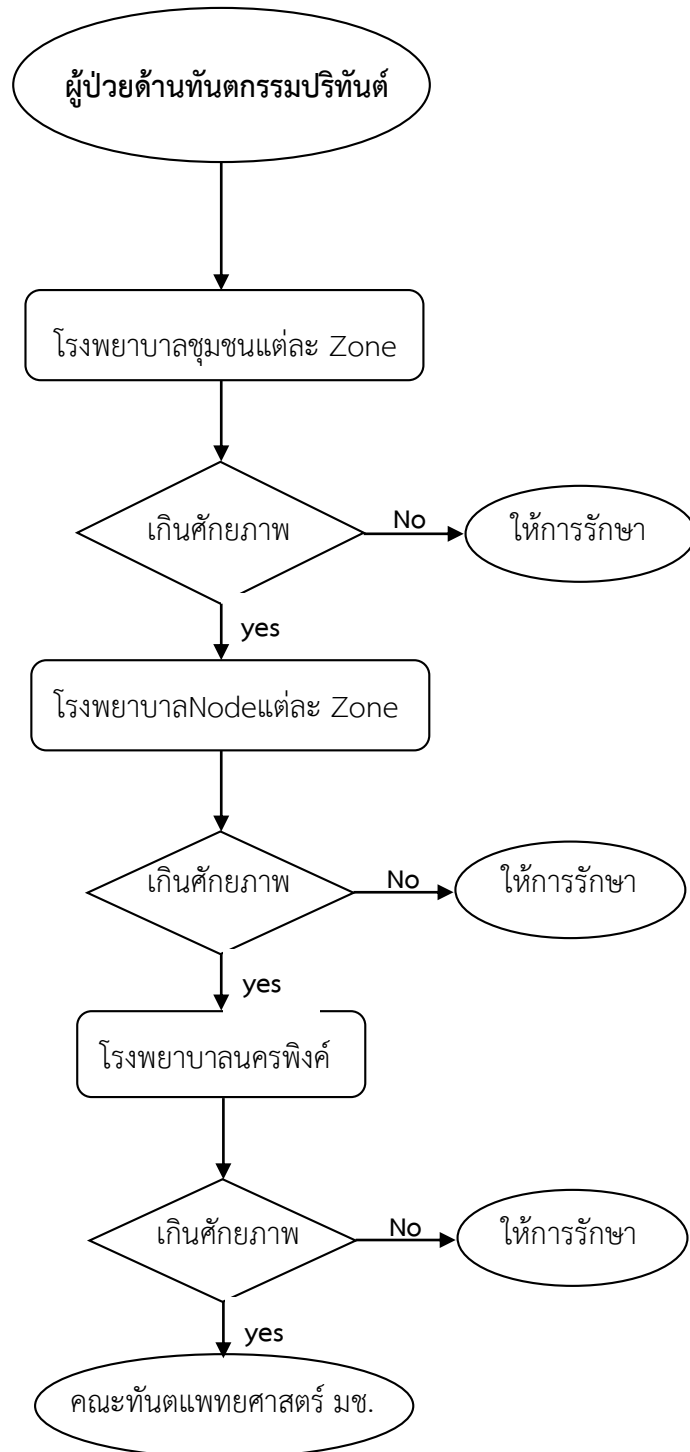 ผู้ป่วยด้านทันตกรรมปริทันต์
โรงพยาบาลชุมชนแต่ละ Zone
เกินศักยภาพ
No
ให้การรักษา
yes
โรงพยาบาลNodeแต่ละ Zone
เกินศักยภาพ
No
ให้การรักษา
yes
โรงพยาบาลนครพิงค์
เกินศักยภาพ
No
ให้การรักษา
yes
คณะทันตแพทยศาสตร์ มช.